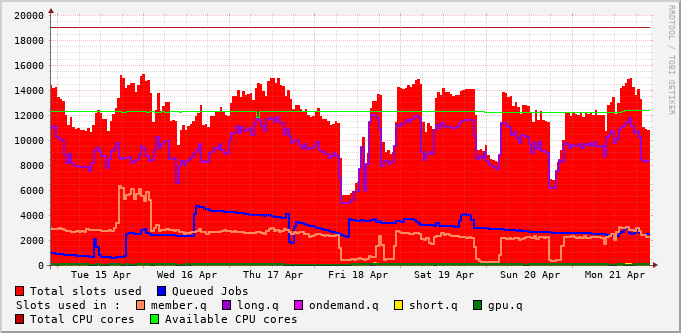 20000
18000
16000
14000
12000
10000
8000
6000
4000
2000
0
Tue 15 Apr Wed 16 Apr Thu 17 Apr Fri 18 Apr Sat 19 Apr Sun 20 Apr Mon 21 Apr
RRDTOOL / TOBI OETIKER
Total slots used Queued Jobs
Slots used in : member.q long.q ondemand.q short.q gpu.q
Total CPU cores Available CPU cores